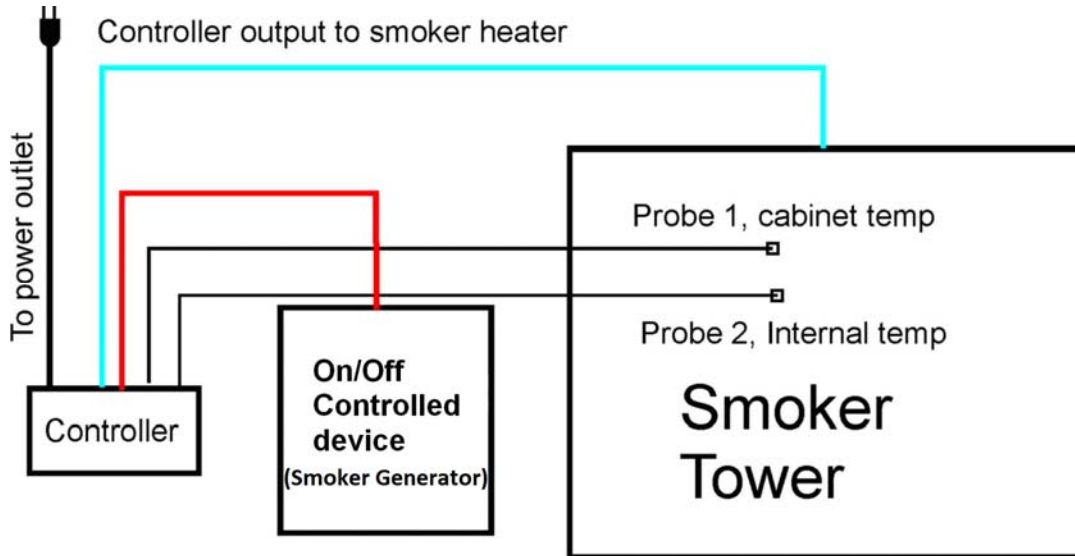 Controller output to smoker heater
To power outlet
Probe 1, cabinet temp
Probe 2, Internal temp
On/Off
Controlled
device
(Smoker Generator)
Controller
Smoker
Tower